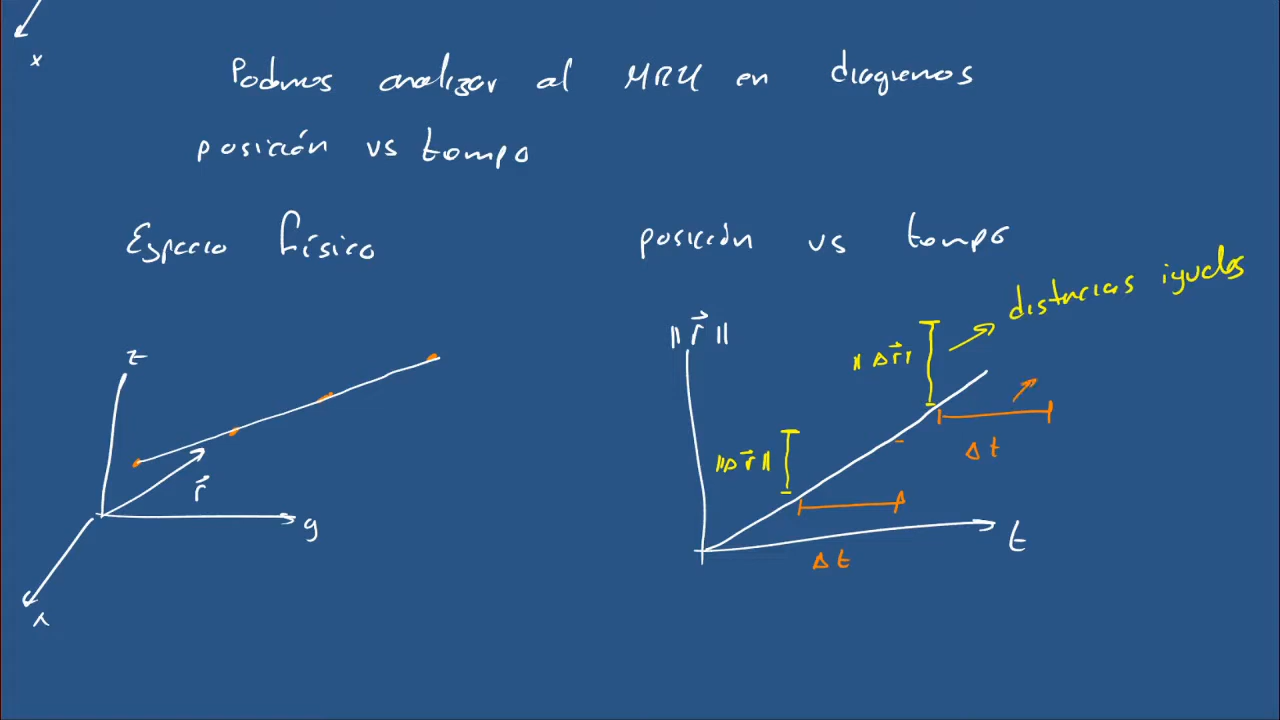 x
Podemos analizar al MRU en diagramas
posición vs tiempo
Espacio físico
posición vs tiempo
distancias iguales
‖r⃗‖
z
‖Δr⃗‖
Δt
‖Δr⃗‖
r⃗
y
t
Δt
x